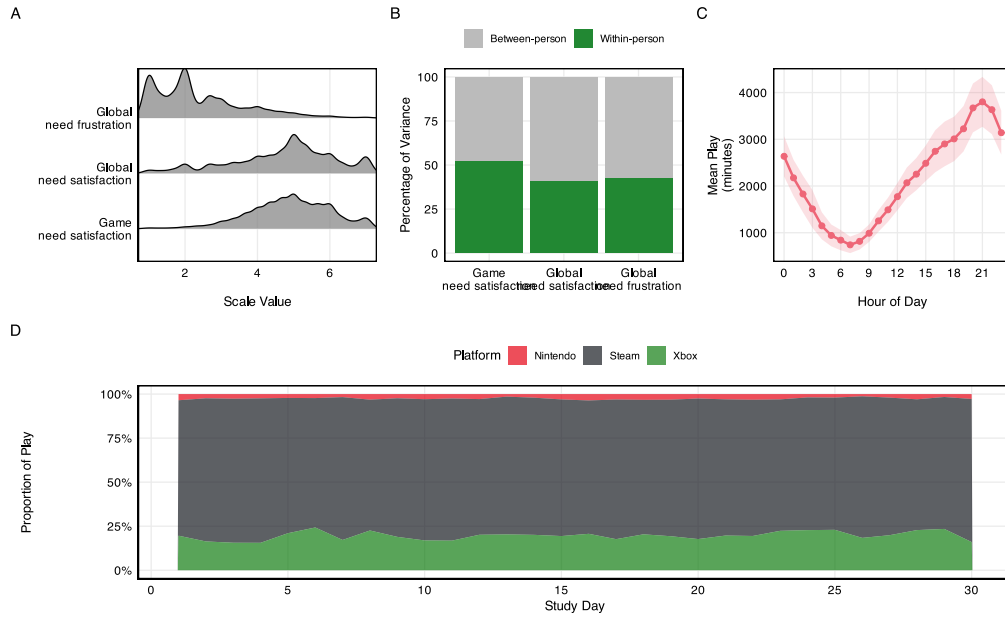 A
Global
need frustration
Global
need satisfaction
Game
need satisfaction
2
4
6
Scale Value
B
Between-person
Within-person
Percentage of Variance
100
75
50
25
0
Game
need satisfaction
Global
need satisfaction
Global
need frustration
C
Mean Play
(minutes)
4000
3000
2000
1000
0
3
6
9
12
15
18
21
Hour of Day
D
Platform
Nintendo
Steam
Xbox
Proportion of Play
100%
75%
50%
25%
0%
0
5
10
15
20
25
30
Study Day